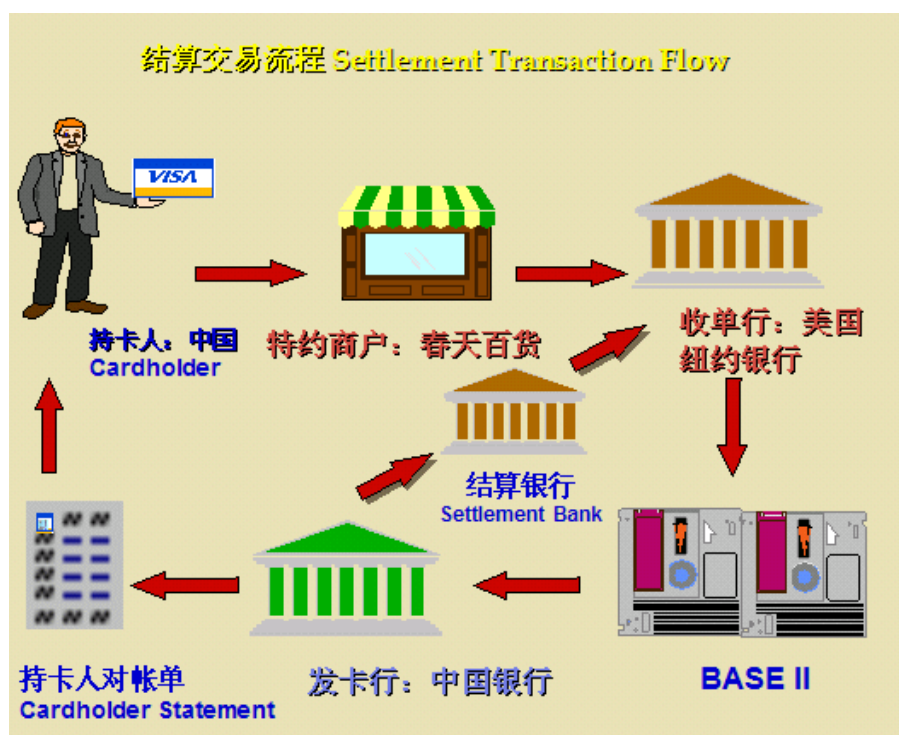 结算交易流程 Settlement Transaction Flow
VISA
持卡人：中国
Cardholder
特约商户：春天百货
收单行：美国
纽约银行
结算银行
Settlement Bank
持卡人对帐单
Cardholder Statement
发卡行：中国银行
BASE II